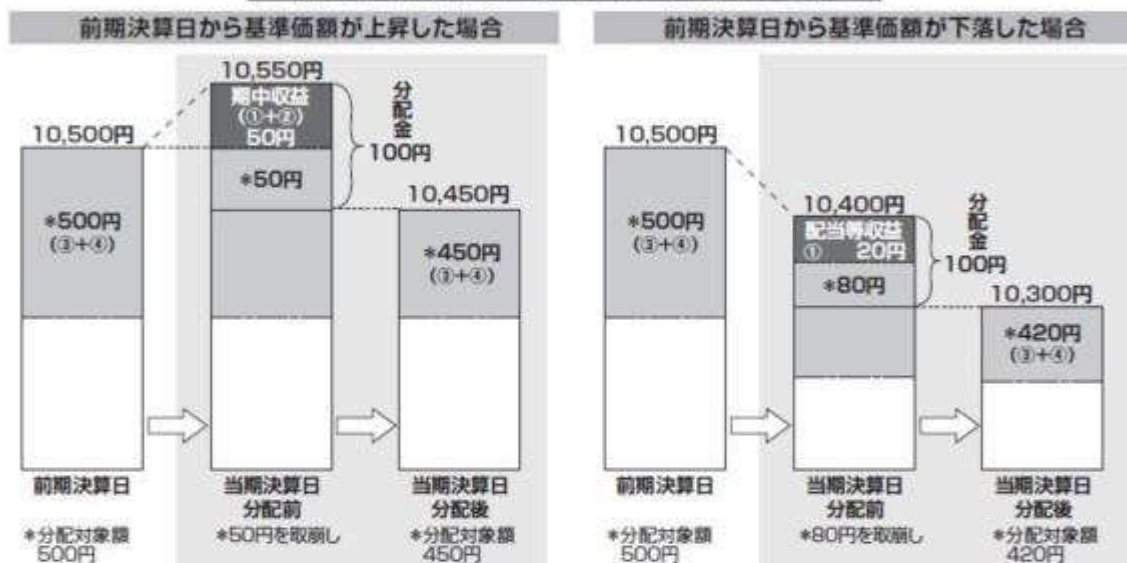 前期決算日から基準価額が上昇した場合
10,550円
期中収益
(①+②)
50円
分配金
100円
10,500円
*50円
10,450円
*500円
(③+④)
*450円
(③+④)
前期決算日
当期決算日
分配前
当期決算日
分配後
*分配対象額
500円
*50円を取崩し
*分配対象額
450円
前期決算日から基準価額が下落した場合
10,500円
*500円
(③+④)
10,400円
配当等収益
① 20円
分配金
100円
*80円
10,300円
*420円
(③+④)
前期決算日
当期決算日
分配前
当期決算日
分配後
*分配対象額
500円
*80円を取崩し
*分配対象額
420円